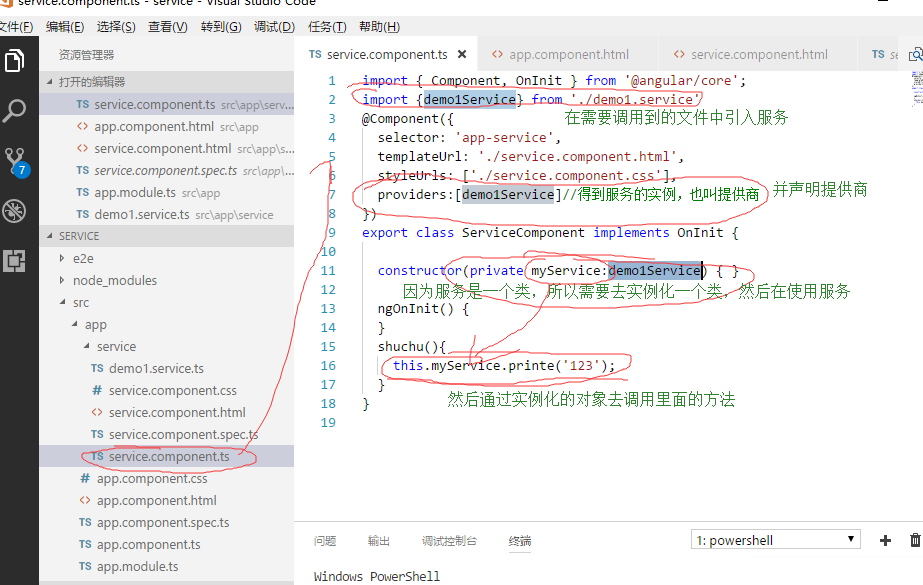 service.component.ts - service - Visual Studio Code
文件(F) 编辑(E) 选择(S) 查看(V) 转到(G) 调试(D) 任务(T) 帮助(H)
资源管理器
打开的编辑器
TS service.component.ts src\app\serv...
<> app.component.html src\app
<> service.component.html src\app\s...
TS service.component.spec.ts src\app\...
7
TS app.module.ts src\app
TS demo1.service.ts src\app\service
SERVICE
e2e
node_modules
src
app
service
TS demo1.service.ts
# service.component.css
<> service.component.html
TS service.component.spec.ts
TS service.component.ts
# app.component.css
<> app.component.html
TS app.component.spec.ts
TS app.component.ts
TS app.module.ts
TS service.component.ts <> app.component.html <> service.component.html TS se
1 import { Component, OnInit } from '@angular/core';
2 import {demo1Service} from './demo1.service'
在需要调用到的文件中引入服务
3 @Component({
4 selector: 'app-service',
5 templateUrl: './service.component.html',
6 styleUrls: ['./service.component.css'],
7 providers:[demo1Service]//得到服务的实例，也叫提供商
并声明提供商
8 })
9 export class ServiceComponent implements OnInit {
10
11 constructor(private myService:demo1Service) { }
12
因为服务是一个类，所以需要去实例化一个类，然后在使用服务
13 ngOnInit() {
14 }
15 shuchu(){
16 this.myService.printe('123');
17 }
然后通过实例化的对象去调用里面的方法
18 }
19
问题 输出 调试控制台 终端 1: powershell
Windows PowerShell